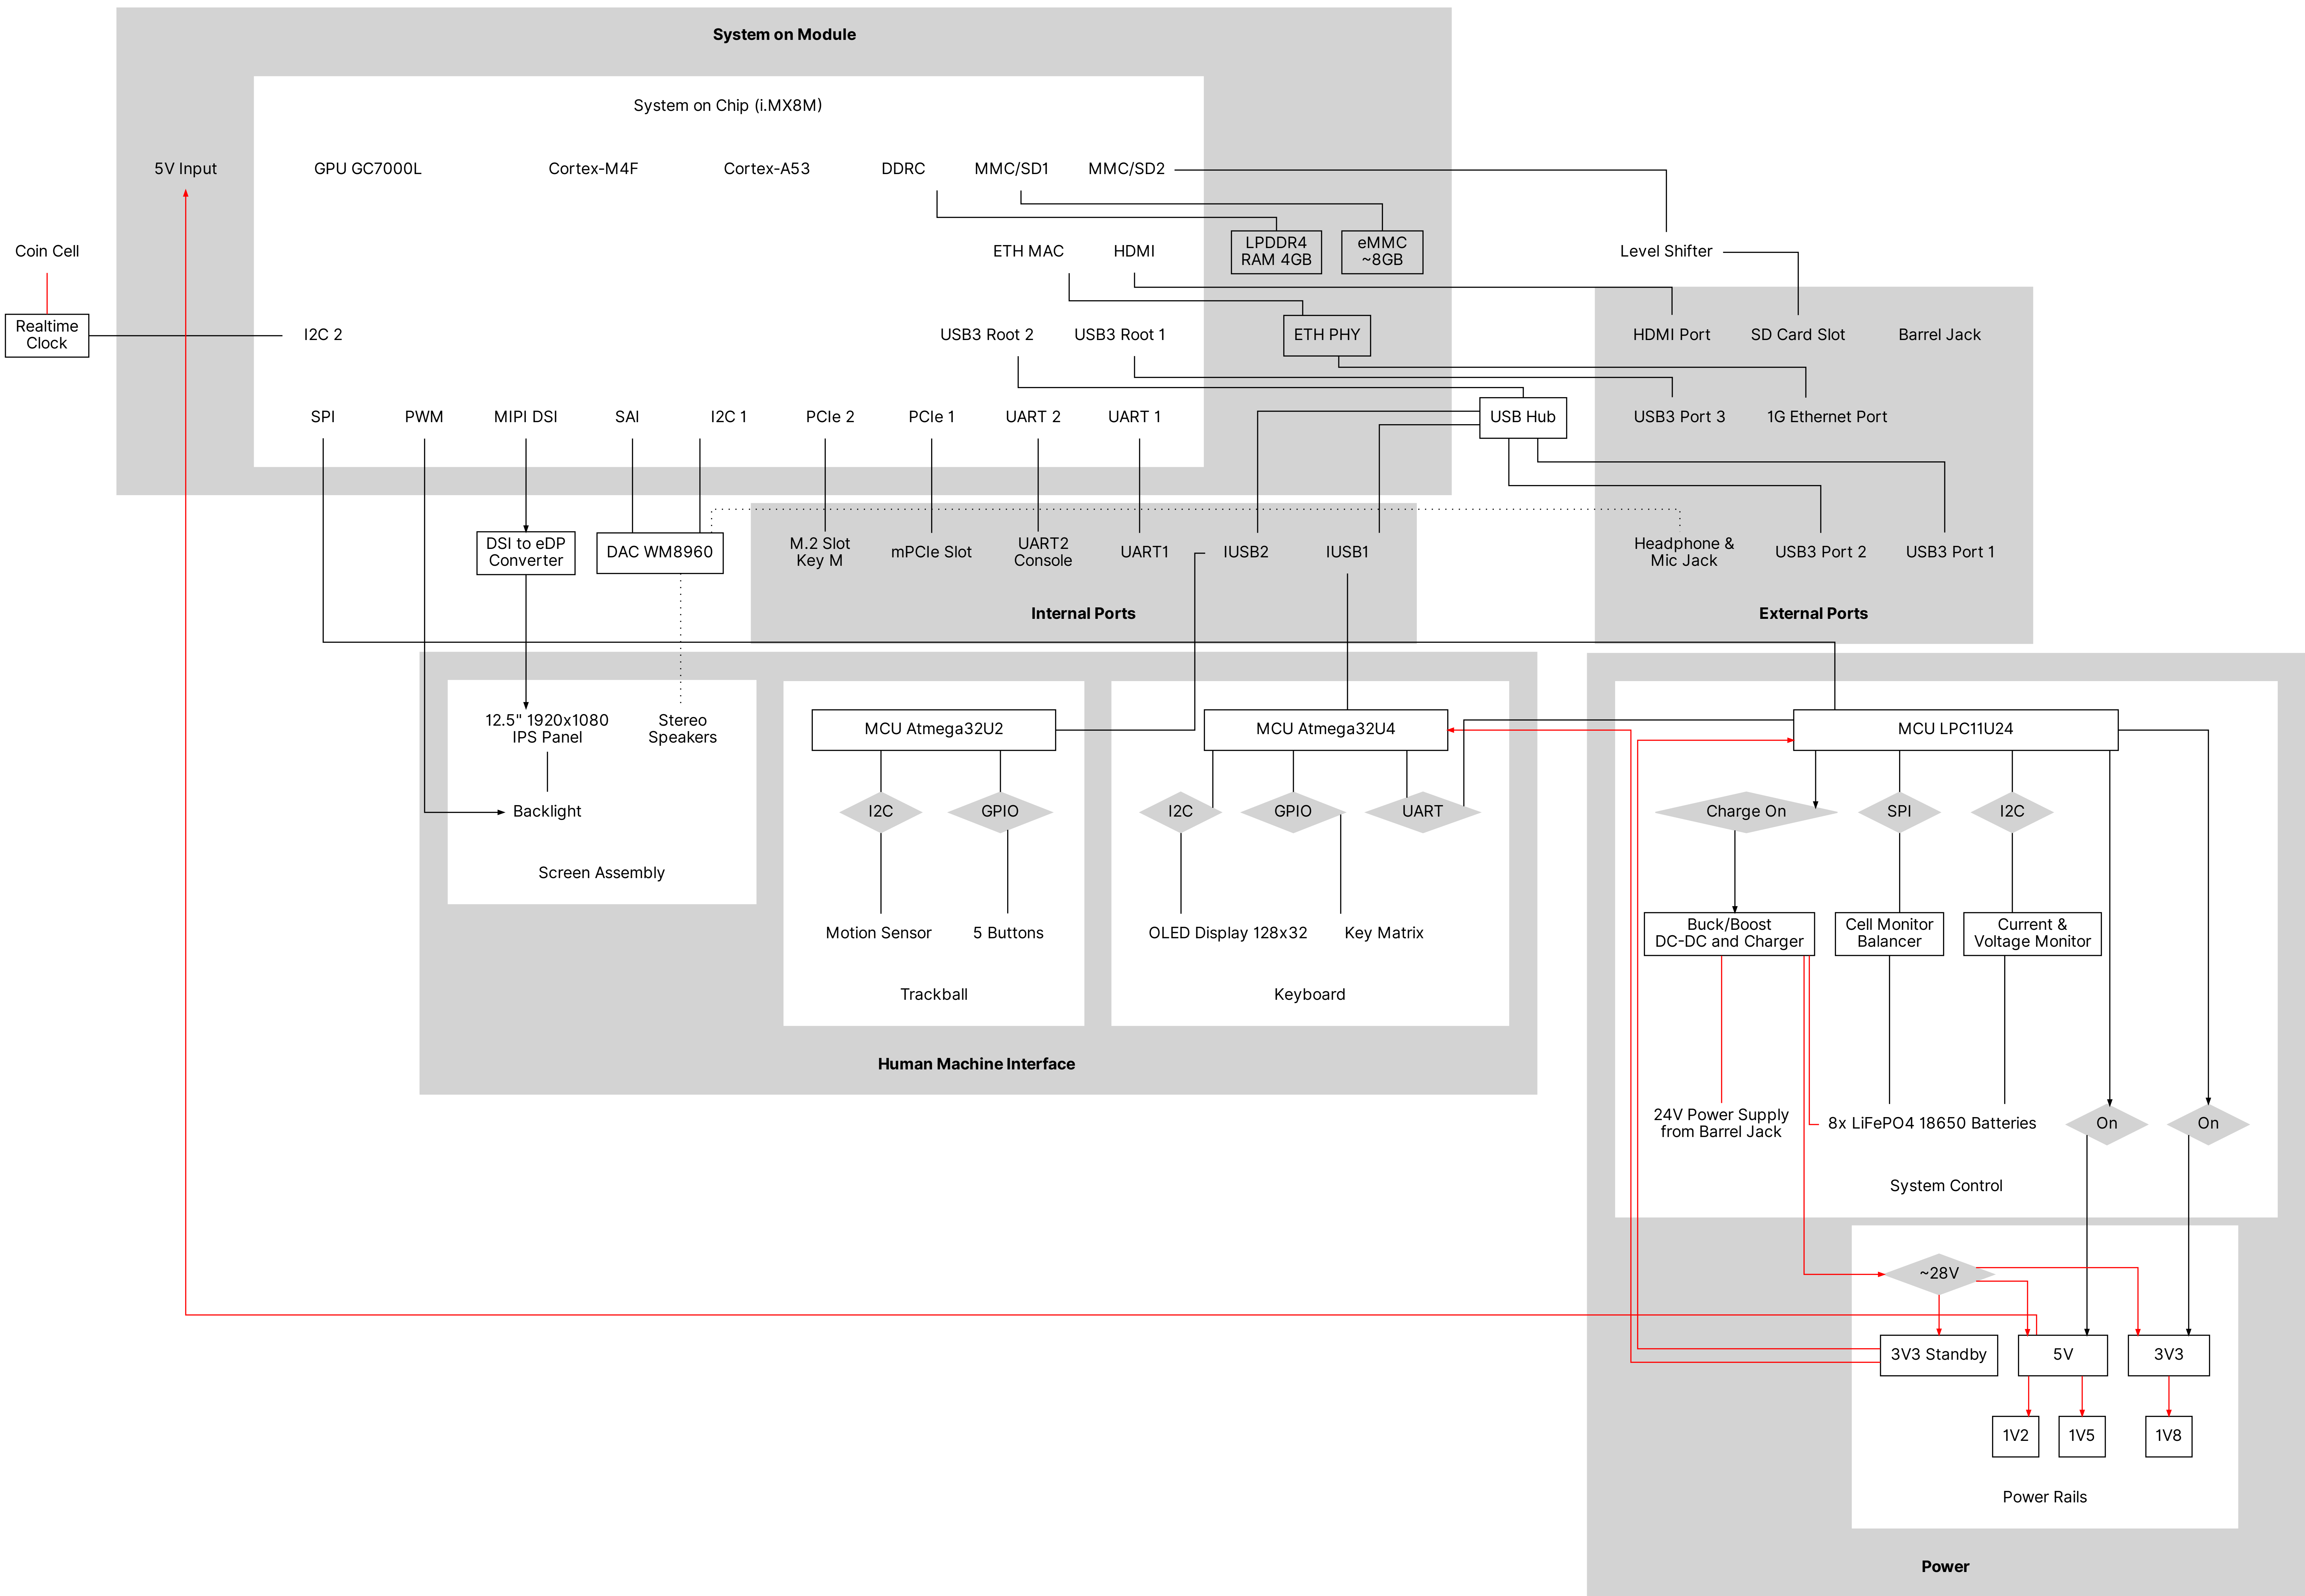 System on Module
System on Chip (i.MX8M)
5V Input
GPU GC7000L
Cortex-M4F
Cortex-A53
DDRC
MMC/SD1
MMC/SD2
Coin Cell
ETH MAC
HDMI
LPDDR4
RAM 4GB
eMMC
~8GB
Level Shifter
Realtime
Clock
I2C 2
USB3 Root 2
USB3 Root 1
ETH PHY
HDMI Port
SD Card Slot
Barrel Jack
SPI
PWM
MIPI DSI
SAI
I2C 1
PCIe 2
PCIe 1
UART 2
UART 1
USB Hub
USB3 Port 3
1G Ethernet Port
DSI to eDP
Converter
DAC WM8960
M.2 Slot
Key M
mPCIe Slot
UART2
Console
UART1
IUSB2
IUSB1
Headphone &
Mic Jack
USB3 Port 2
USB3 Port 1
Internal Ports
External Ports
12.5" 1920x1080
IPS Panel
Stereo
Speakers
MCU Atmega32U2
MCU Atmega32U4
MCU LPC11U24
Backlight
I2C
GPIO
I2C
GPIO
UART
Charge On
SPI
I2C
Screen Assembly
Motion Sensor
5 Buttons
OLED Display 128x32
Key Matrix
Buck/Boost
DC-DC and Charger
Cell Monitor
Balancer
Current &
Voltage Monitor
Trackball
Keyboard
Human Machine Interface
24V Power Supply
from Barrel Jack
8x LiFePO4 18650 Batteries
On
On
System Control
~28V
3V3 Standby
5V
3V3
1V2
1V5
1V8
Power Rails
Power